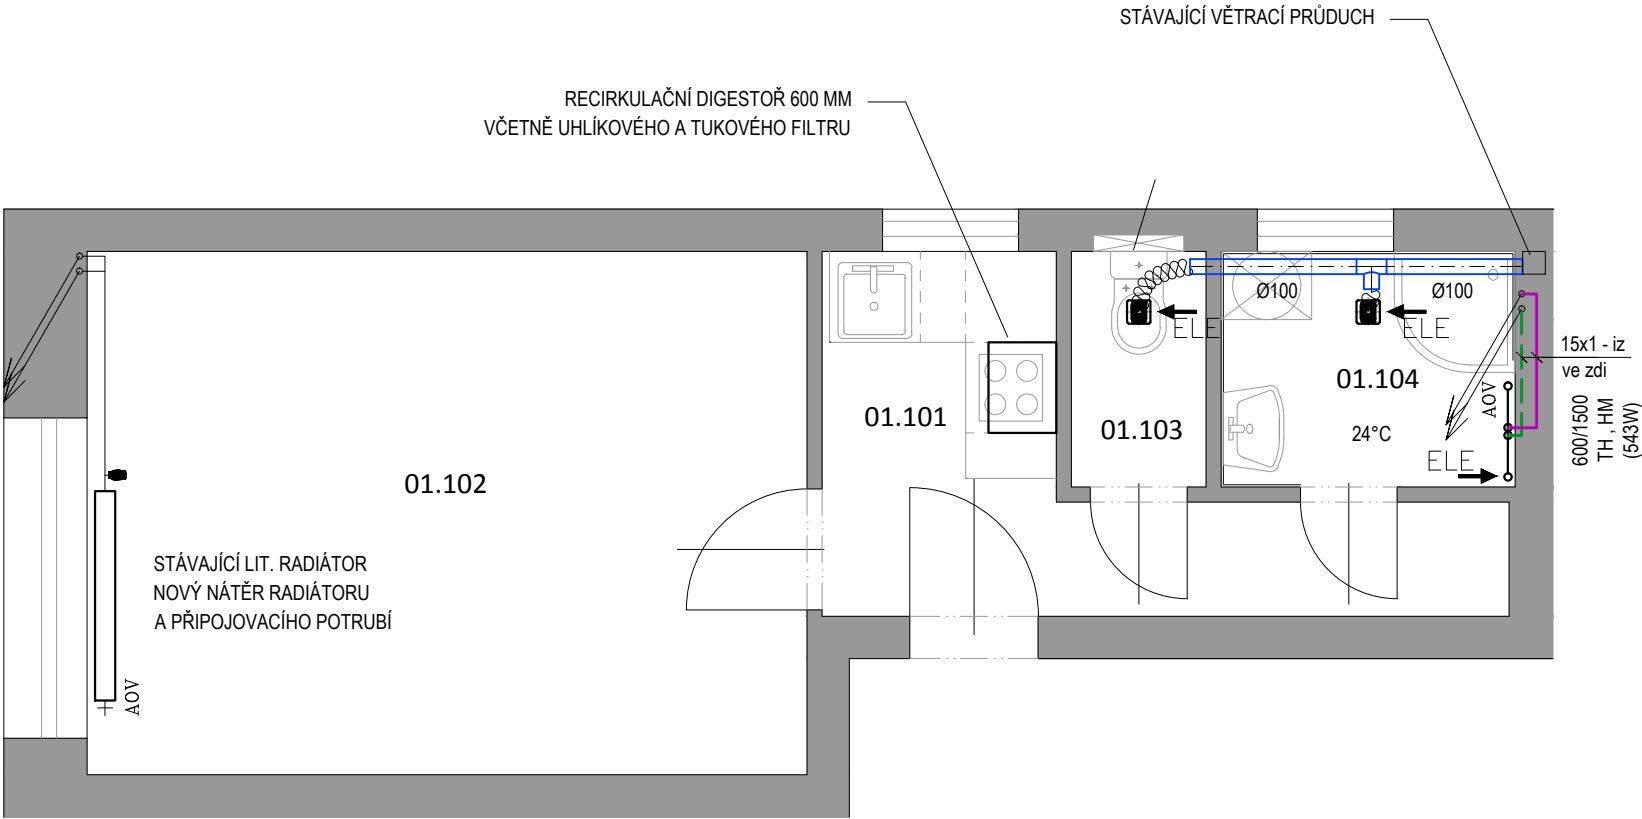 STÁVAJÍCÍ VĚTRACÍ PRŮDUCH
RECIRKULAČNÍ DIGESTOŘ 600 MM
VČETNĚ UHLÍKOVÉHO A TUKOVÉHO FILTRU
Ø100
Ø100
ELE
ELE
15x1 - iz
ve zdi
01.104
AOV
600/1500
TH , HM
(543W)
01.101
01.103
24°C
ELE
01.102
STÁVAJÍCÍ LIT. RADIÁTOR
NOVÝ NÁTĚR RADIÁTORU
A PŘIPOJOVACÍHO POTRUBÍ
AOV